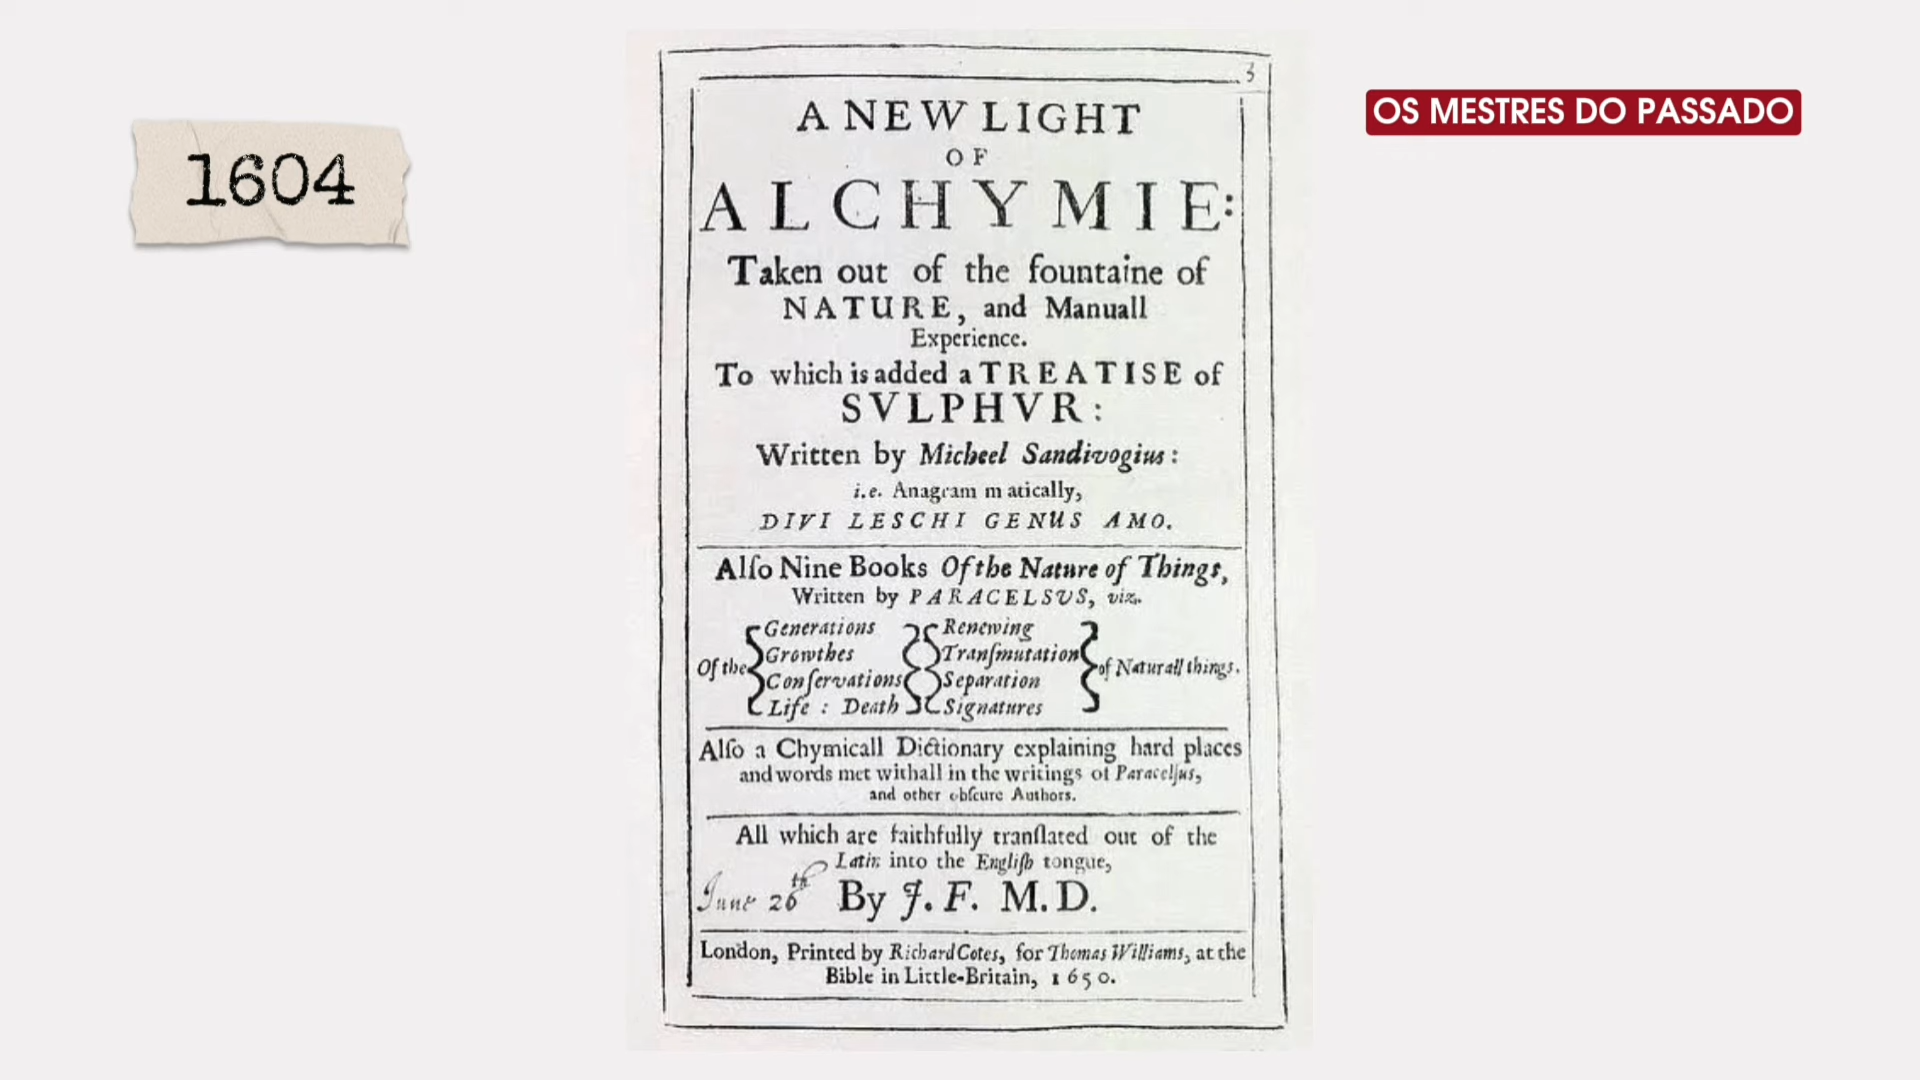 1604
OS MESTRES DO PASSADO
3
A NEW LIGHT
OF
ALCHYMIE:
Taken out of the fountaine of
NATURE, and Manuall
Experience.
To which is added a TREATISE of
SVLPHVR:
Written by Micheel Sandivogius:
i.e. Anagram m atically,
DIVI LESCHI GENUS AMO.
Alſo Nine Books Of the Nature of Things,
Written by PARACELSVS, viz.
Of the
Generations
Growthes
Conſervations
Life : Death
Renewing
Tranſmutation
Separation
Signatures
of Naturall things.
Alſo a Chymicall Dictionary explaining hard places
and words met withall in the writings of Paracelſus,
and other obſcure Authors.
All which are faithfully tranſlated out of the
Latin into the Engliſh tongue,
June 26th By J. F. M.D.
London, Printed by Richard Cotes, for Thomas Williams, at the
Bible in Little-Britain, 1650.